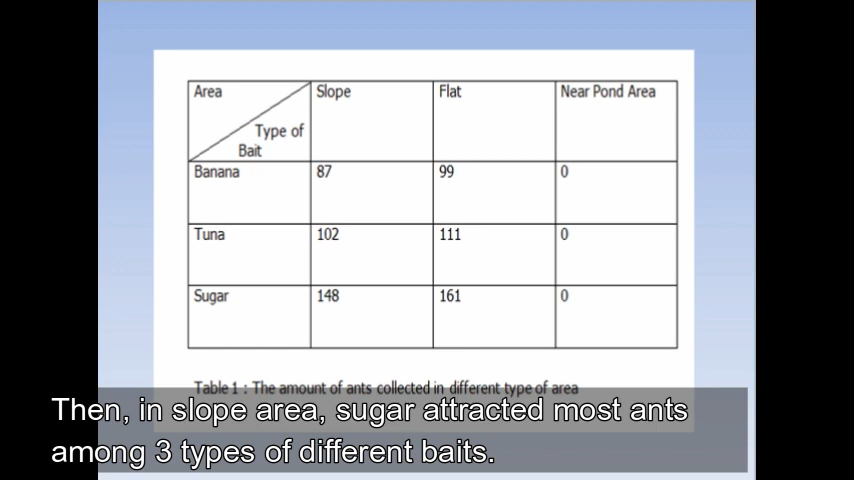 Area Slope Flat Near Pond Area
Type of
Bait
Banana 87 99 0
Tuna 102 111 0
Sugar 148 161 0
Table 1 : The amount of ants collected in different type of area
Then, in slope area, sugar attracted most ants
among 3 types of different baits.